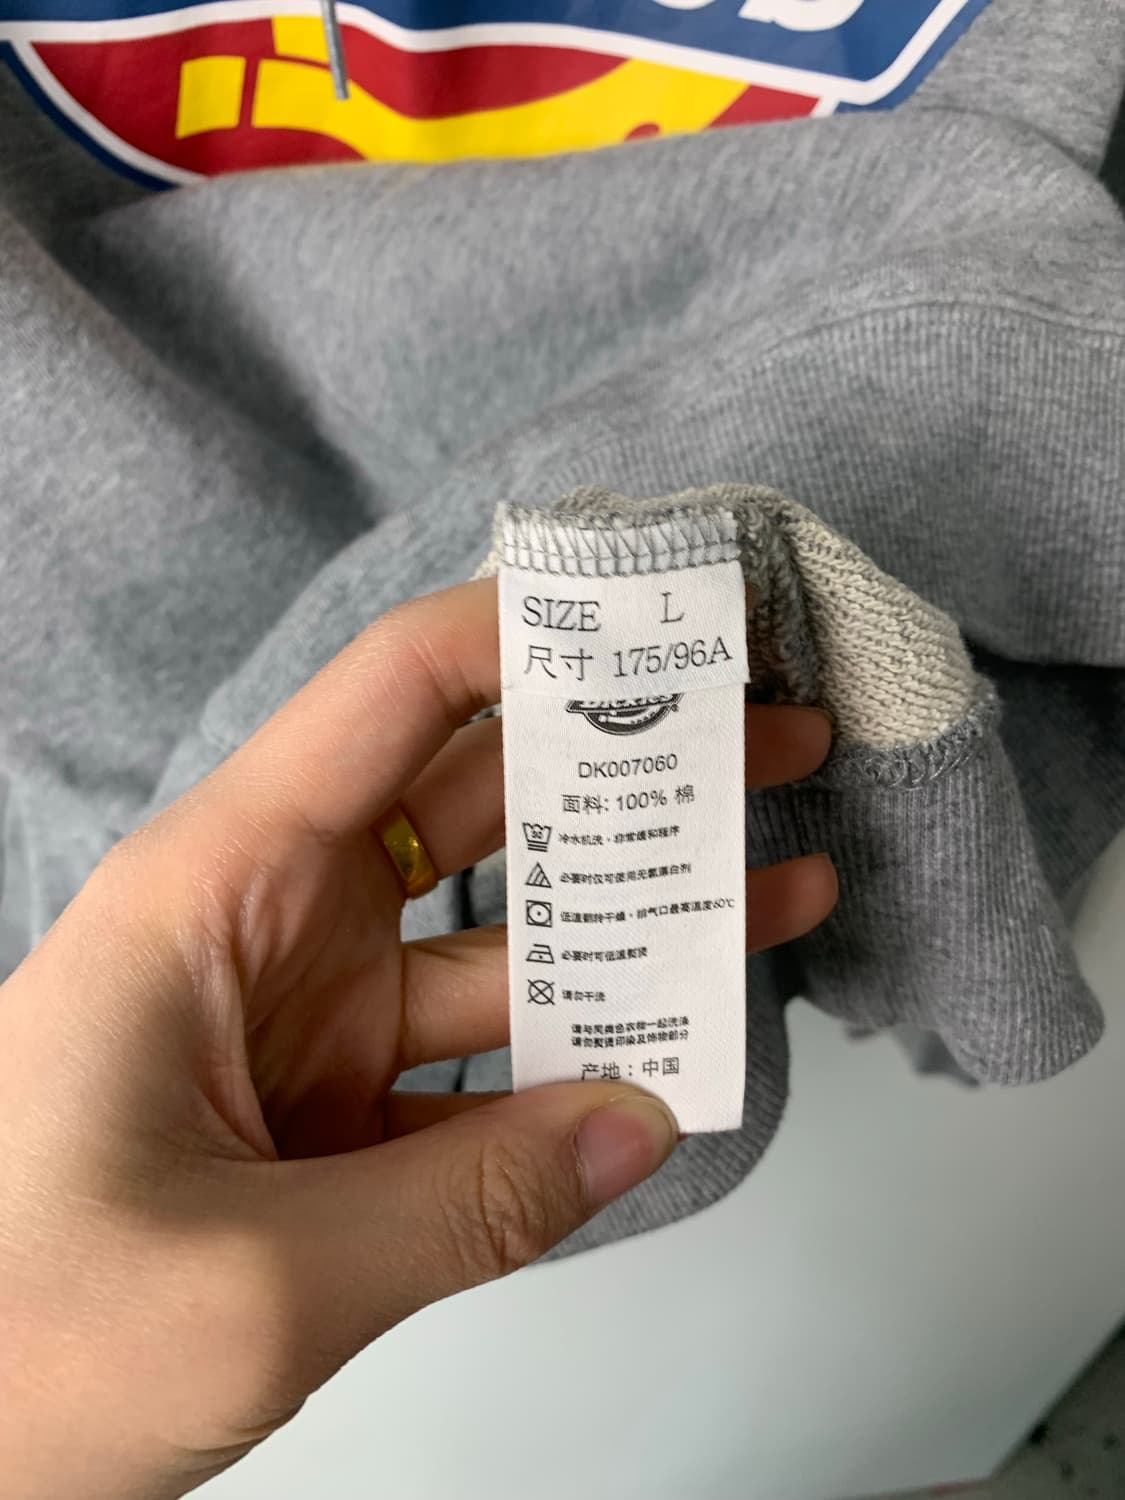 SIZE L
尺寸 175/96A
Dickies
DK007060
面料: 100% 棉
30
冷水机洗，非常缓和程序
必要时仅可使用无氯漂白剂
低温翻转干燥，排气口最高温度60℃
必要时可低温熨烫
请勿干洗
请与同类色衣物一起洗涤
请勿熨烫印染及饰物部分
产地：中国